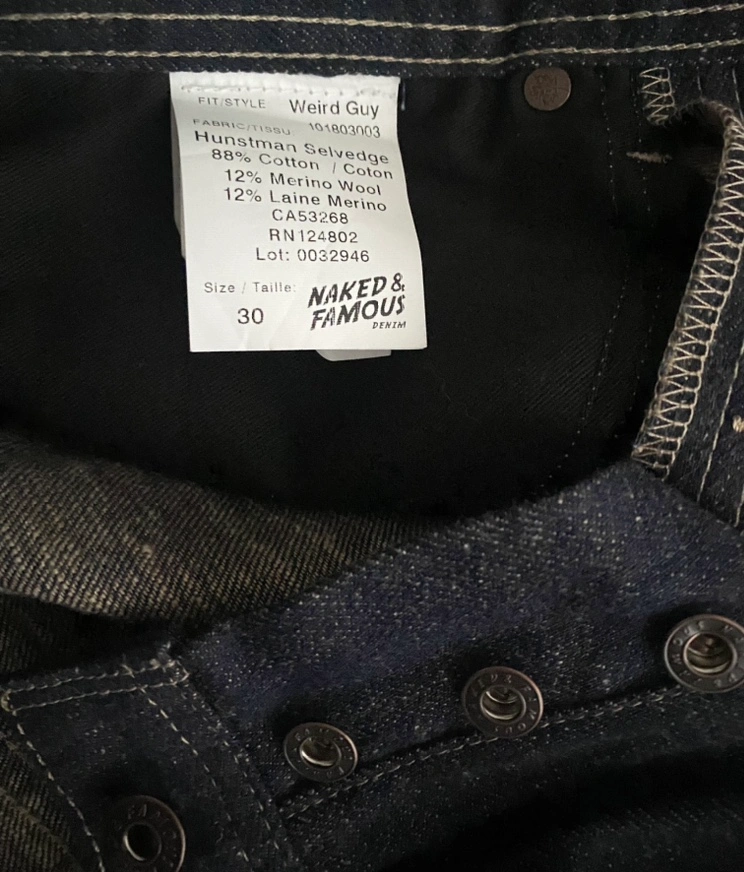 FIT/STYLE: Weird Guy
FABRIC/TISSU: 101803003
Hunstman Selvedge
88% Cotton / Coton
12% Merino Wool
12% Laine Merino
CA53268
RN124802
Lot: 0032946
Size / Taille:
30
NAKED &
FAMOUS
DENIM